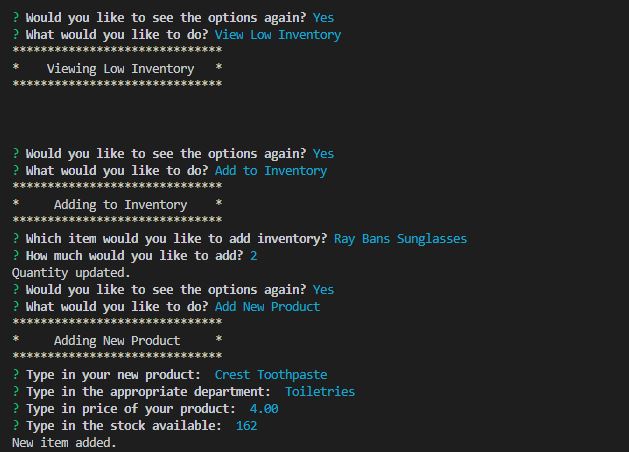 ? Would you like to see the options again? Yes
? What would you like to do? View Low Inventory
******************************
*    Viewing Low Inventory   *
******************************
? Would you like to see the options again? Yes
? What would you like to do? Add to Inventory
******************************
*     Adding to Inventory    *
******************************
? Which item would you like to add inventory? Ray Bans Sunglasses
? How much would you like to add? 2
Quantity updated.
? Would you like to see the options again? Yes
? What would you like to do? Add New Product
******************************
*     Adding New Product     *
******************************
? Type in your new product:  Crest Toothpaste
? Type in the appropriate department:  Toiletries
? Type in price of your product:  4.00
? Type in the stock available:  162
New item added.